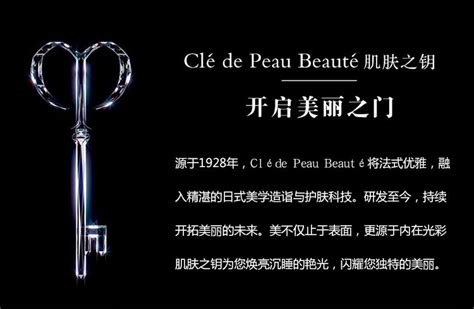 Clé de Peau Beauté 肌肤之钥
开启美丽之门
源于1928年，Clé de Peau Beauté 将法式优雅，融
入精湛的日式美学造诣与护肤科技。研发至今，持续
开拓美丽的未来。美不仅止于表面，更源于内在光彩
肌肤之钥为您焕亮沉睡的艳光，闪耀您独特的美丽。